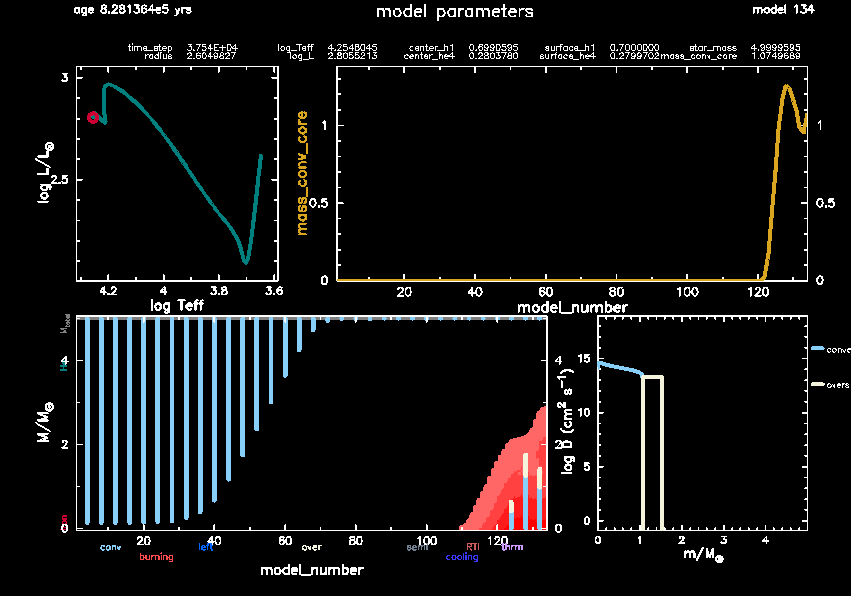 age 8.281364e5 yrs model parameters model 134
time_step 3.754E+04 log_Teff 4.2548045 center_h1 0.6990595 surface_h1 0.7000000 star_mass 4.9999595
radius 2.6049827 log_L 2.8055213 center_he4 0.2803780 surface_he4 0.2799702 mass_conv_core 1.0749689
3
2.5
log L/L☉
4.2 4 3.8 3.6
log Teff
mass_conv_core
1
0.5
0
1
0.5
0
20 40 60 80 100 120
model_number
M/M☉
Mtotal
4
2
0
4
2
0
20 40 60 80 100 120
conv left over semi RTI thrm
burning cooling
model_number
log D (cm² s⁻¹)
15
10
5
0
0 1 2 3 4
m/M☉
conve
overs